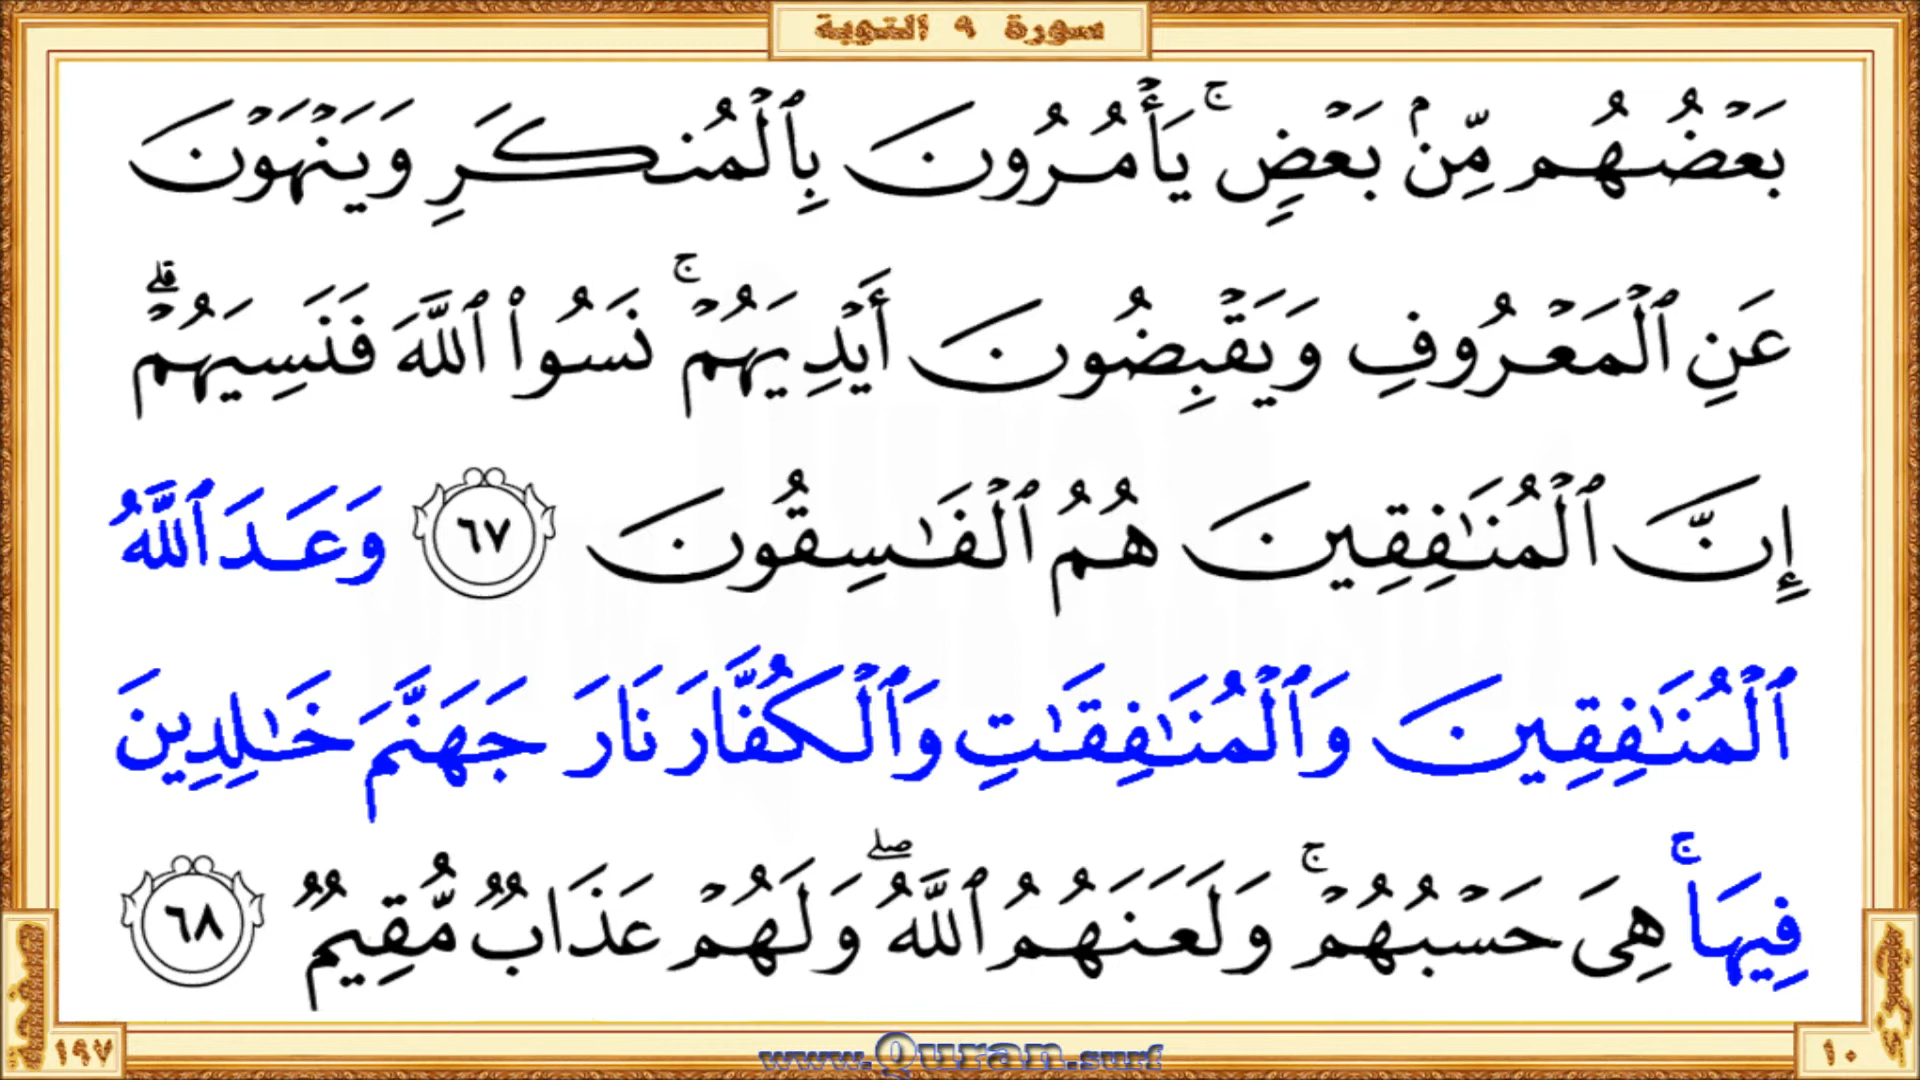 سورة ٩ التوبة
بَعۡضُهُم مِّنۢ بَعۡضٖۚ يَأۡمُرُونَ بِٱلۡمُنكَرِ وَيَنۡهَوۡنَ
عَنِ ٱلۡمَعۡرُوفِ وَيَقۡبِضُونَ أَيۡدِيَهُمۡۚ نَسُواْ ٱللَّهَ فَنَسِيَهُمۡۗ
إِنَّ ٱلۡمُنَٰفِقِينَ هُمُ ٱلۡفَٰسِقُونَ ٦٧ وَعَدَ ٱللَّهُ
ٱلۡمُنَٰفِقِينَ وَٱلۡمُنَٰفِقَٰتِ وَٱلۡكُفَّارَ نَارَ جَهَنَّمَ خَٰلِدِينَ
فِيهَاۚ هِيَ حَسۡبُهُمۡۚ وَلَعَنَهُمُ ٱللَّهُۖ وَلَهُمۡ عَذَابٞ مُّقِيمٞ ٦٨
صفحة ١٩٧
www.Quran.surf
١٠